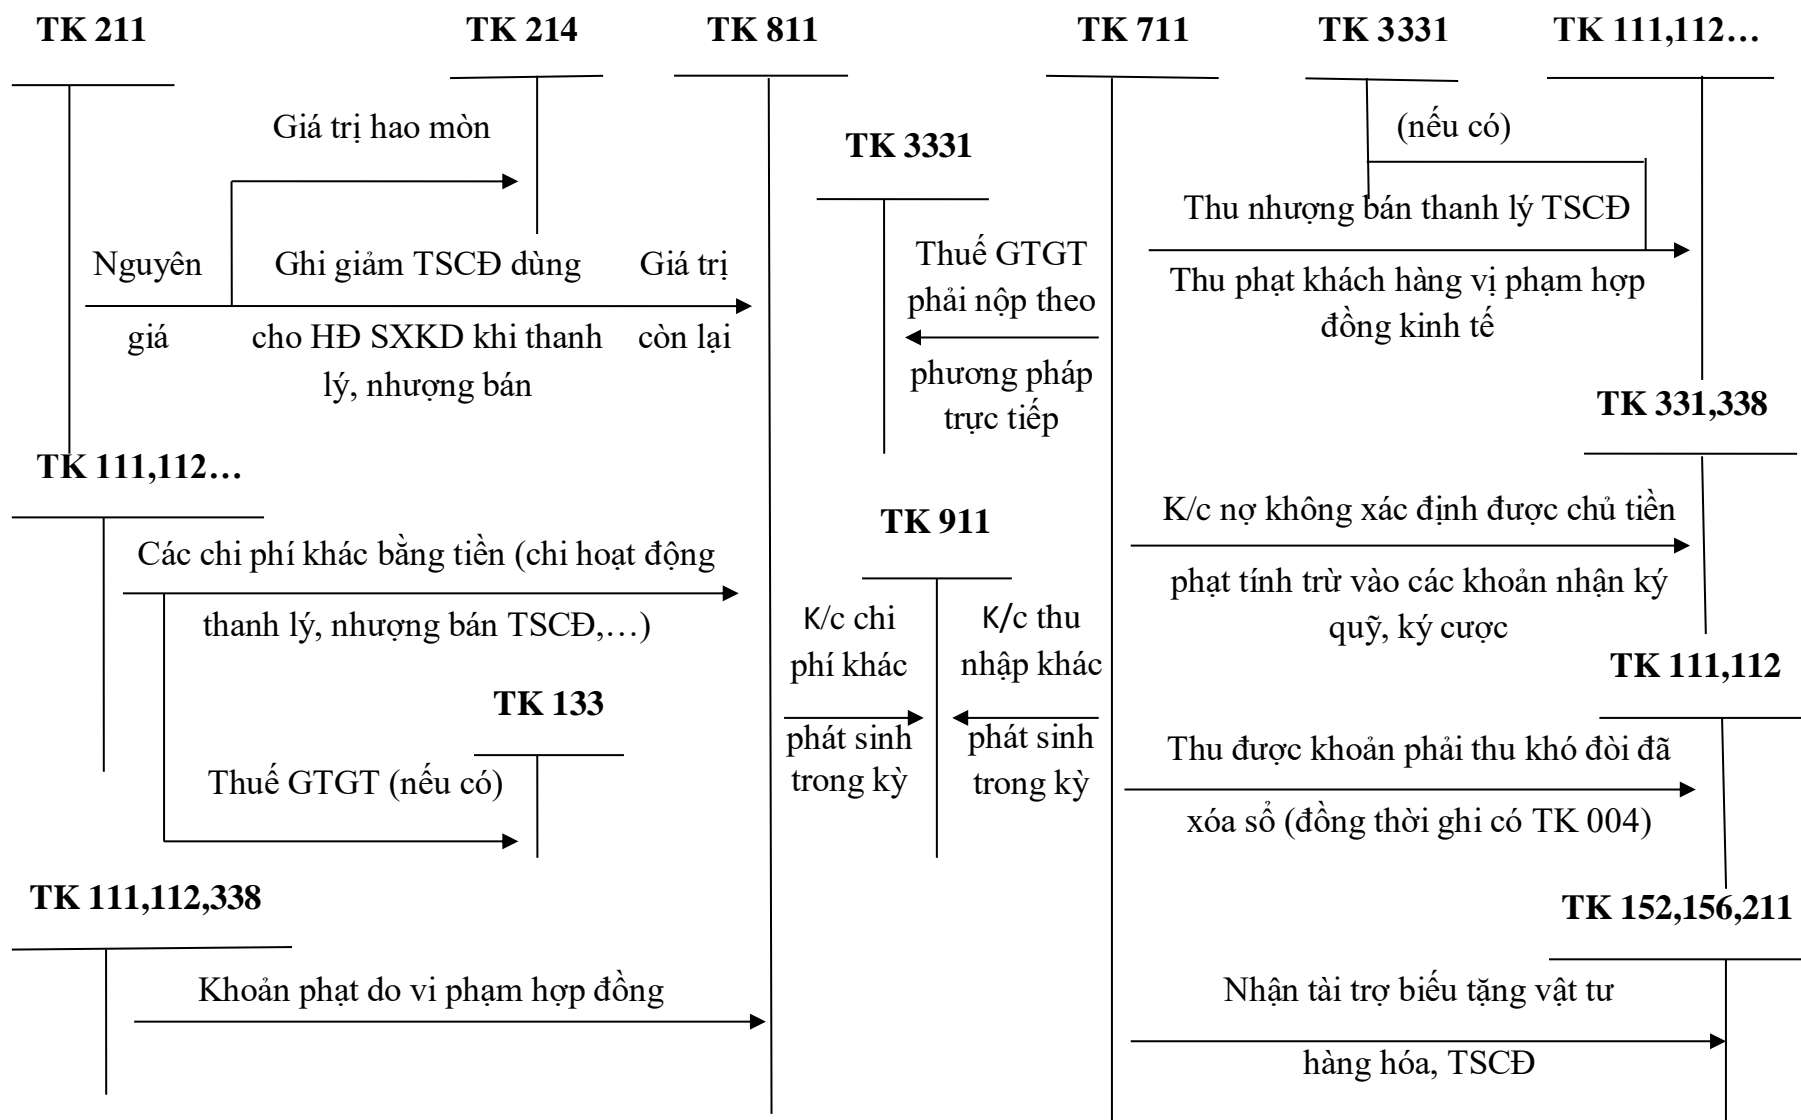 TK 211
TK 214
TK 811
TK 711
TK 3331
TK 111,112…
Giá trị hao mòn
TK 3331
(nếu có)
Thu nhượng bán thanh lý TSCĐ
Nguyên
Ghi giảm TSCĐ dùng
Giá trị
Thuế GTGT
phải nộp theo
Thu phạt khách hàng vị phạm hợp
đồng kinh tế
giá
cho HĐ SXKD khi thanh
còn lại
lý, nhượng bán
phương pháp
trực tiếp
TK 331,338
TK 111,112…
TK 911
K/c nợ không xác định được chủ tiền
Các chi phí khác bằng tiền (chi hoạt động
phạt tính trừ vào các khoản nhận ký
quỹ, ký cược
thanh lý, nhượng bán TSCĐ,…)
K/c chi
phí khác
K/c thu
nhập khác
TK 111,112
TK 133
phát sinh
trong kỳ
phát sinh
trong kỳ
Thu được khoản phải thu khó đòi đã
Thuế GTGT (nếu có)
xóa sổ (đồng thời ghi có TK 004)
TK 111,112,338
TK 152,156,211
Khoản phạt do vi phạm hợp đồng
Nhận tài trợ biếu tặng vật tư
hàng hóa, TSCĐ